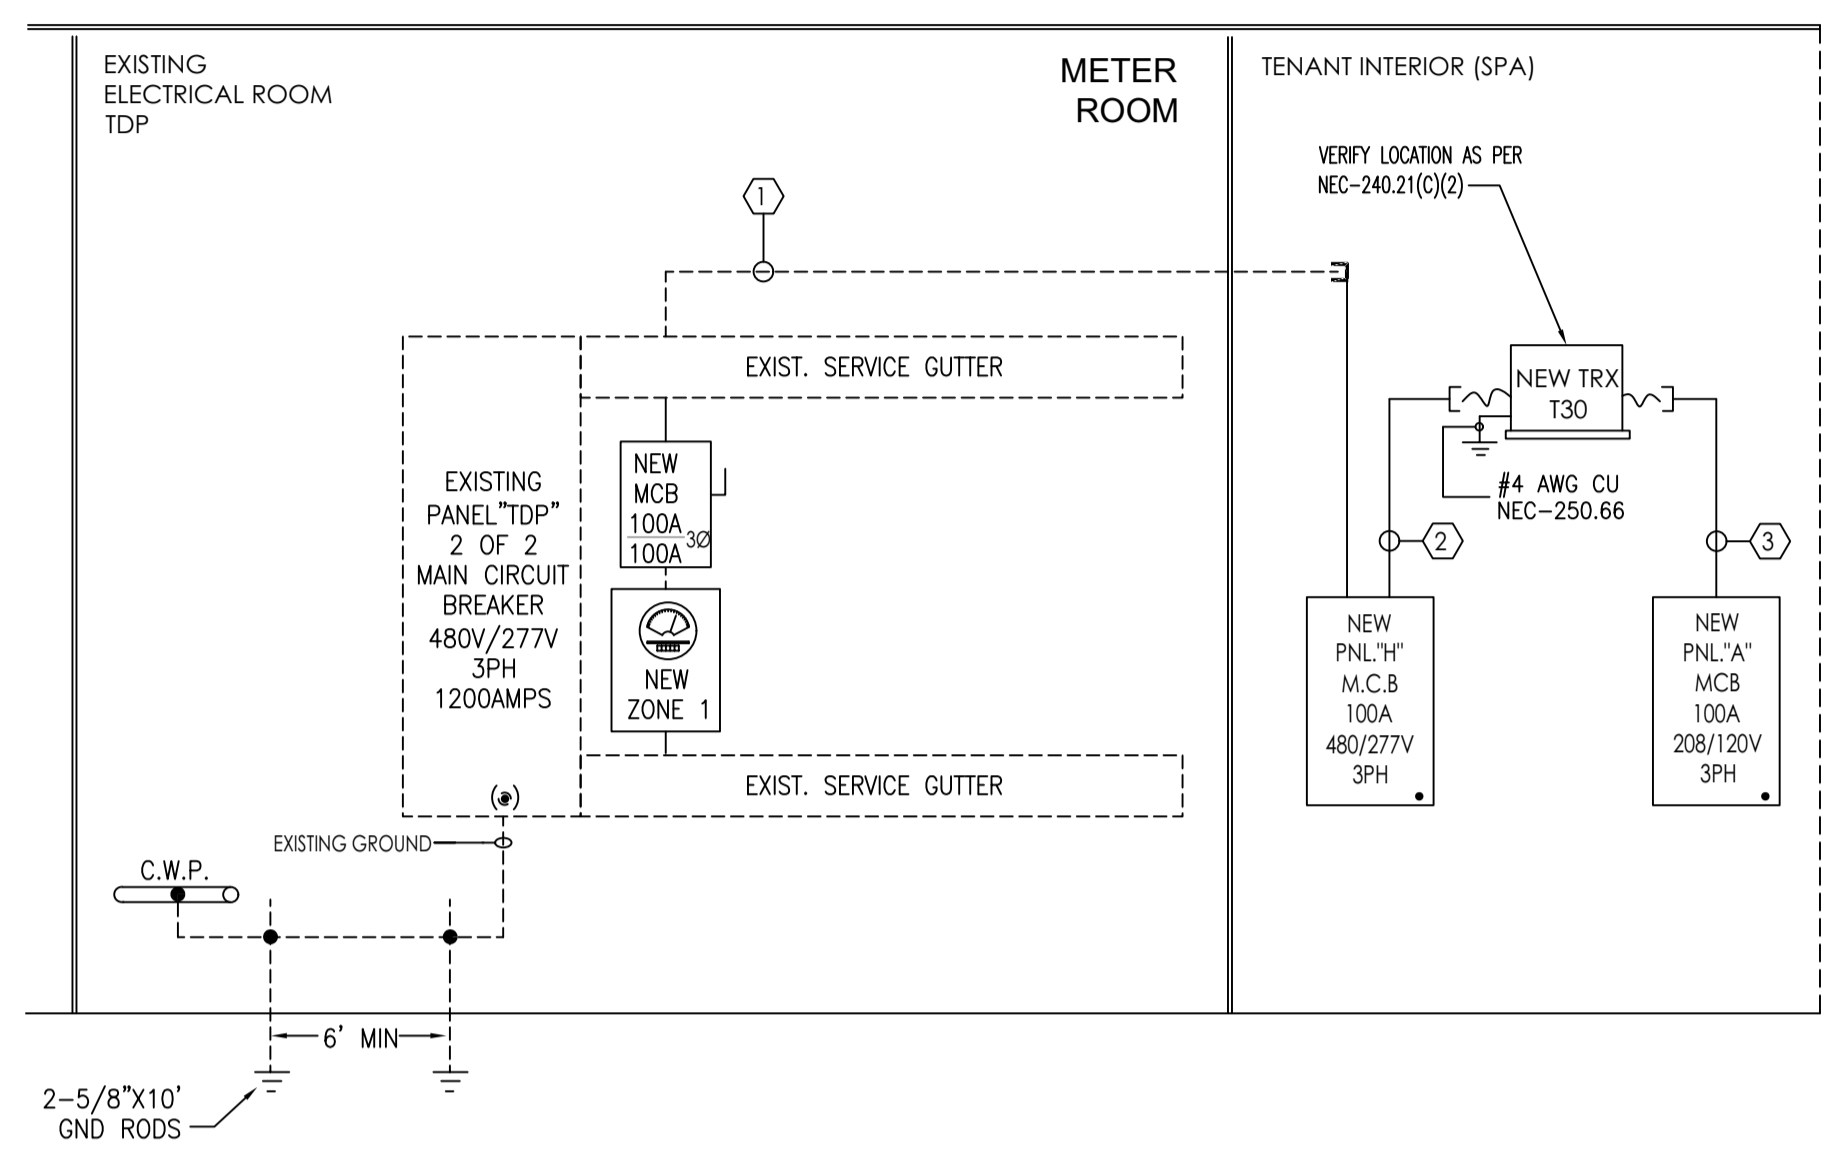 EXISTING
ELECTRICAL ROOM
TDP
METER
ROOM
TENANT INTERIOR (SPA)
VERIFY LOCATION AS PER
NEC-240.21(C)(2)
1
EXIST. SERVICE GUTTER
NEW TRX
T30
NEW
MCB
100A
3Ø
100A
EXISTING
PANEL"TDP"
2 OF 2
MAIN CIRCUIT
BREAKER
480V/277V
3PH
1200AMPS
#4 AWG CU
NEC-250.66
2
3
NEW
ZONE 1
NEW
PNL."H"
M.C.B
100A
480/277V
3PH
NEW
PNL."A"
MCB
100A
208/120V
3PH
EXIST. SERVICE GUTTER
EXISTING GROUND
C.W.P.
6' MIN
2-5/8"X10'
GND RODS